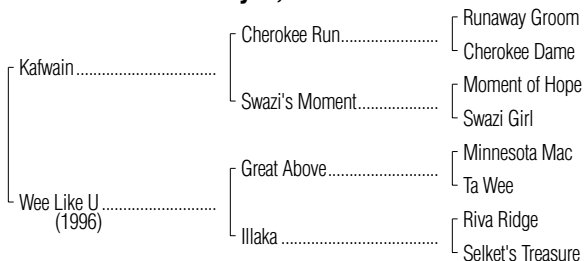 Runaway Groom
Cherokee Run
Cherokee Dame
Kafwain
Moment of Hope
Swazi's Moment
Swazi Girl
Minnesota Mac
Great Above
Ta Wee
Wee Like U
(1996)
Riva Ridge
Illaka
Selket's Treasure